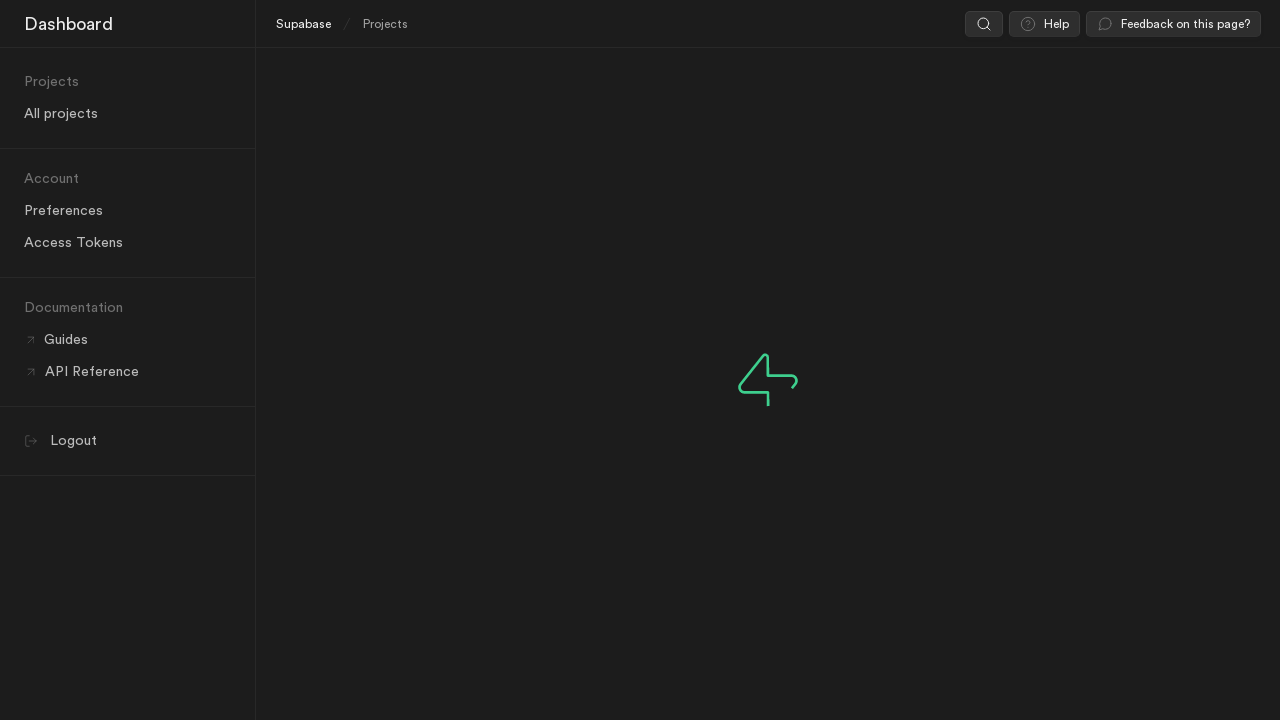 Dashboard
Supabase / Projects
Help
Feedback on this page?
Projects
All projects
Account
Preferences
Access Tokens
Documentation
Guides
API Reference
Logout